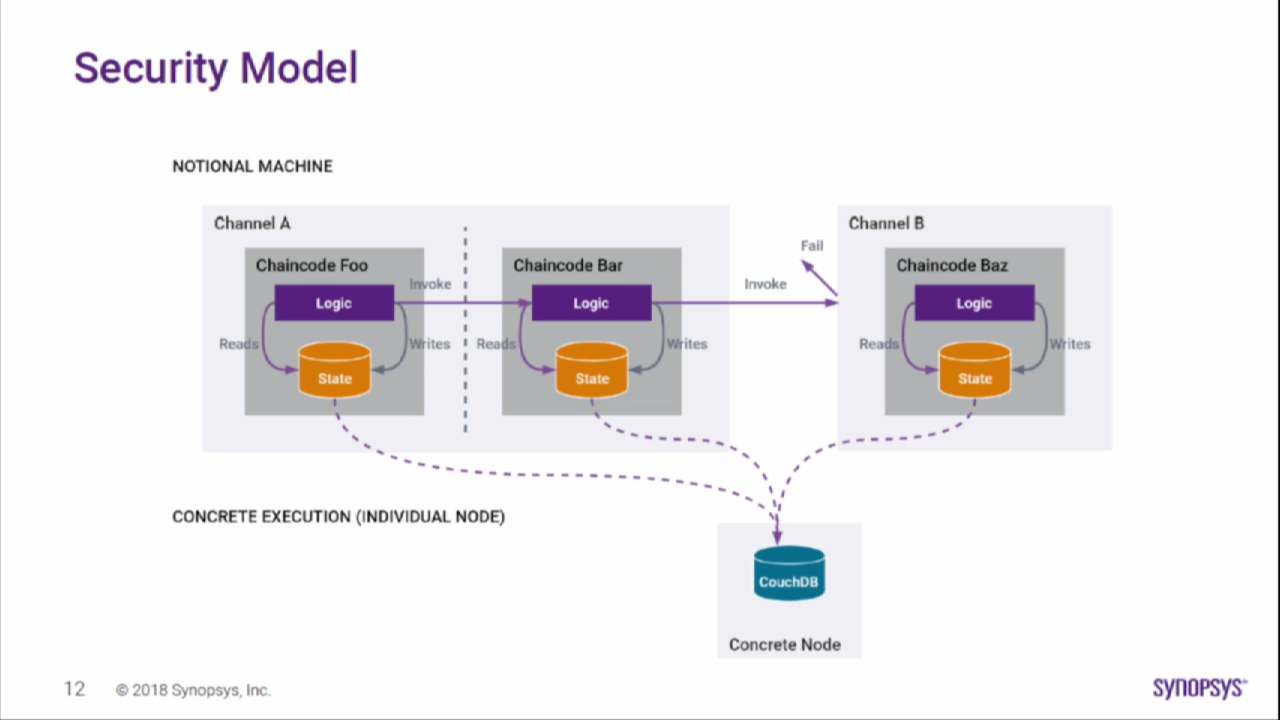 Security Model
NOTIONAL MACHINE
Channel A
Chaincode Foo
Invoke
Logic
Reads
Writes
State
Chaincode Bar
Logic
Reads
Writes
State
Invoke
Fail
Channel B
Chaincode Baz
Logic
Reads
Writes
State
CONCRETE EXECUTION (INDIVIDUAL NODE)
CouchDB
Concrete Node
12 © 2018 Synopsys, Inc.
SYNOPSYS